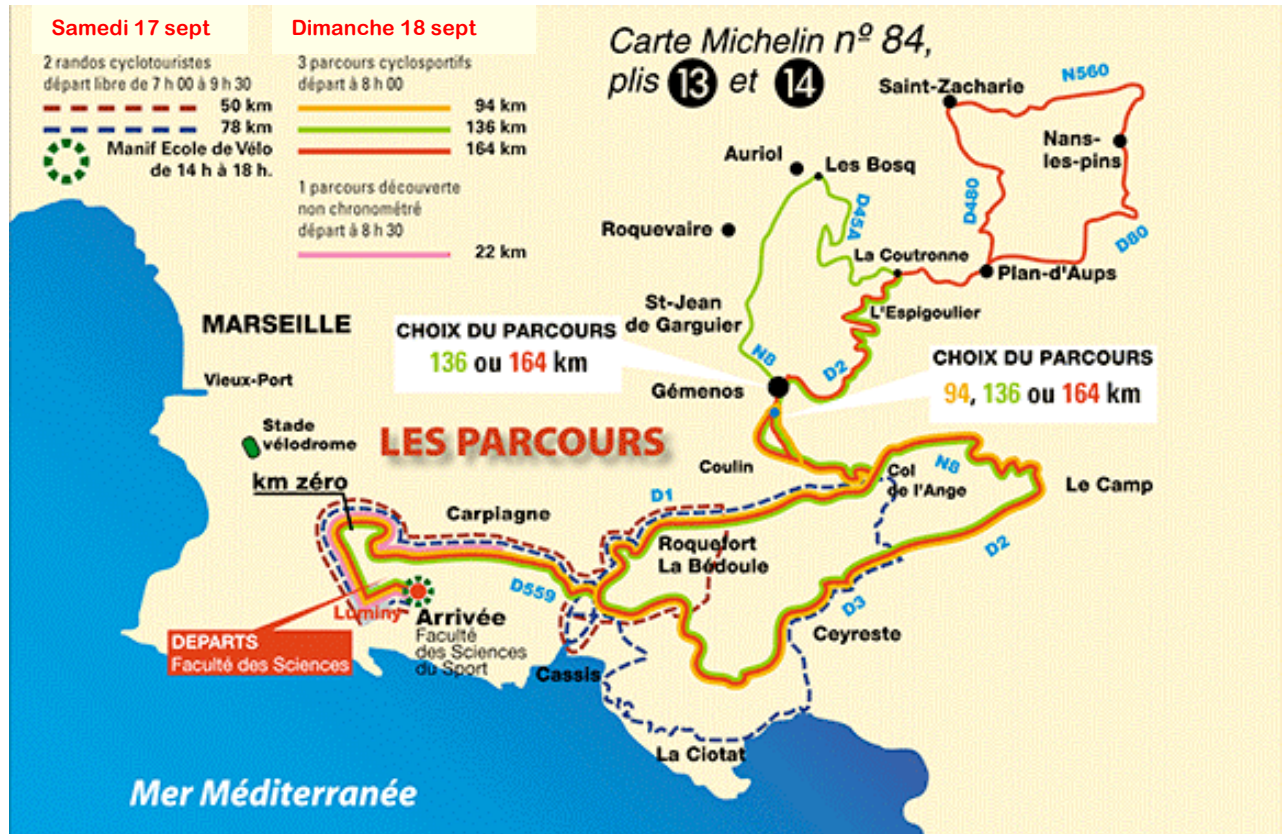 Samedi 17 sept
2 randos cyclotouristes
départ libre de 7 h 00 à 9 h 30
50 km
78 km
Manif Ecole de Vélo
de 14 h à 18 h.
Dimanche 18 sept
3 parcours cyclosportifs
départ à 8 h 00
94 km
136 km
164 km
1 parcours découverte
non chronométré
départ à 8 h 30
22 km
Carte Michelin nº 84,
plis 13 et 14
Saint-Zacharie
N560
Nans-
les-pins
Auriol
Les Bosq
D45A
D480
Roquevaire
D80
La Coutronne
Plan-d'Aups
St-Jean
de Garguier
L'Espigoulier
MARSEILLE
CHOIX DU PARCOURS
136 ou 164 km
N8
D2
CHOIX DU PARCOURS
94, 136 ou 164 km
Vieux-Port
Gémenos
Stade
vélodrome
LES PARCOURS
Coulin
Col
de l'Ange
N8
Le Camp
km zéro
D1
Carpiagne
Roquefort
La Bédoule
D2
D559
D3
Luminy
Arrivée
Faculté
des Sciences
du Sport
Ceyreste
DEPARTS
Faculté des Sciences
Cassis
La Ciotat
Mer Méditerranée